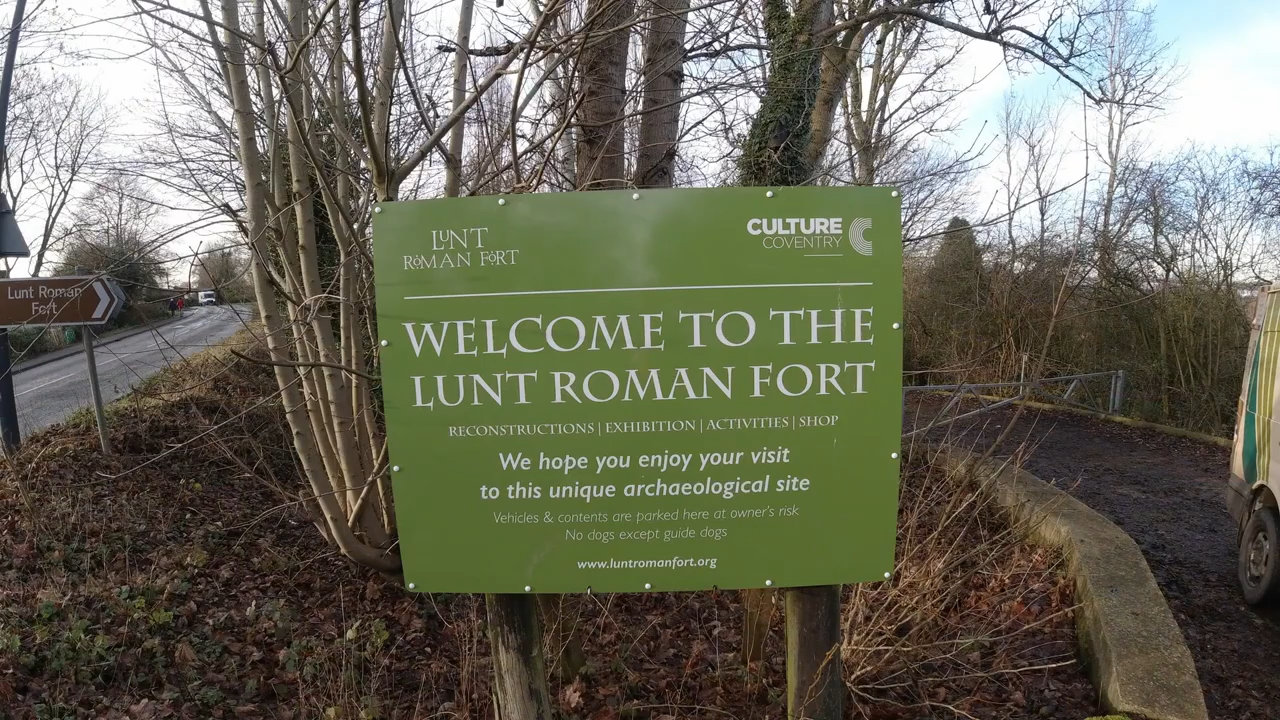 Lunt Roman
Fort
LUNT
ROMAN FORT
CULTURE
COVENTRY
WELCOME TO THE
LUNT ROMAN FORT
RECONSTRUCTIONS | EXHIBITION | ACTIVITIES | SHOP
We hope you enjoy your visit
to this unique archaeological site
Vehicles & contents are parked here at owner's risk
No dogs except guide dogs
www.luntromanfort.org